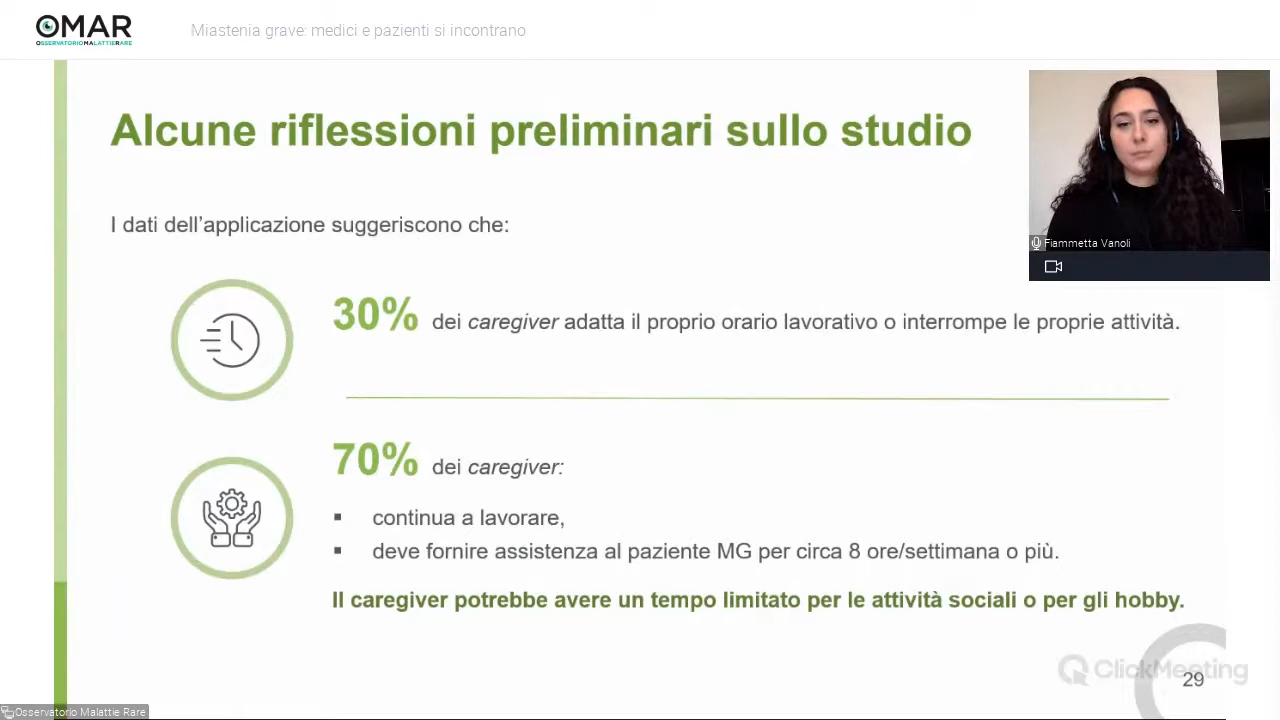 OMAR
OSSERVATORIOMALATTIERARE
Miastenia grave: medici e pazienti si incontrano
Alcune riflessioni preliminari sullo studio
Fiammetta Vanoli
I dati dell'applicazione suggeriscono che:
30% dei caregiver adatta il proprio orario lavorativo o interrompe le proprie attività.
70% dei caregiver:
▪ continua a lavorare,
▪ deve fornire assistenza al paziente MG per circa 8 ore/settimana o più.
Il caregiver potrebbe avere un tempo limitato per le attività sociali o per gli hobby.
ClickMeeting
29
Osservatorio Malattie Rare